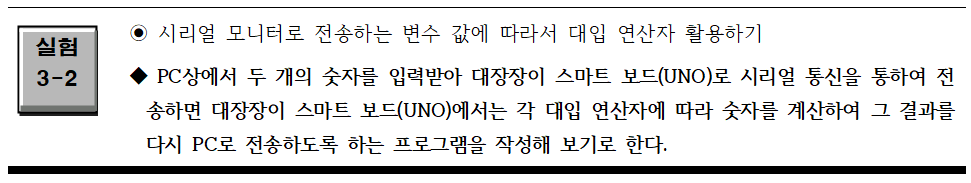 실험
3-2
◉ 시리얼 모니터로 전송하는 변수 값에 따라서 대입 연산자 활용하기
◆ PC상에서 두 개의 숫자를 입력받아 대장장이 스마트 보드(UNO)로 시리얼 통신을 통하여 전
송하면 대장장이 스마트 보드(UNO)에서는 각 대입 연산자에 따라 숫자를 계산하여 그 결과를
다시 PC로 전송하도록 하는 프로그램을 작성해 보기로 한다.